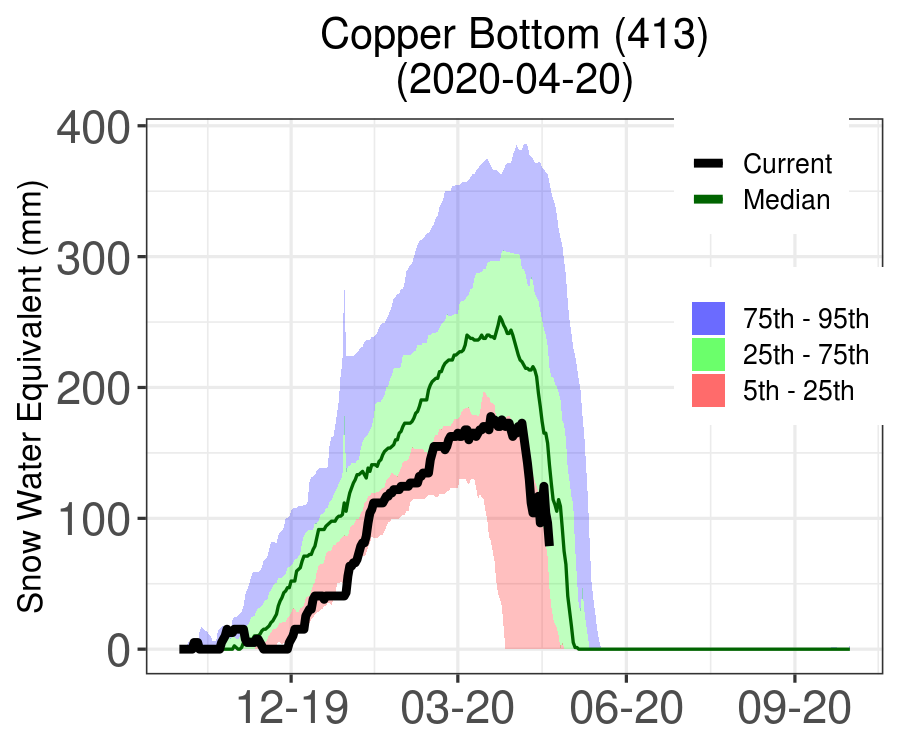 Copper Bottom (413)
(2020-04-20)
Snow Water Equivalent (mm)
400
300
200
100
0
12-19
03-20
06-20
09-20
Current
Median
75th - 95th
25th - 75th
5th - 25th